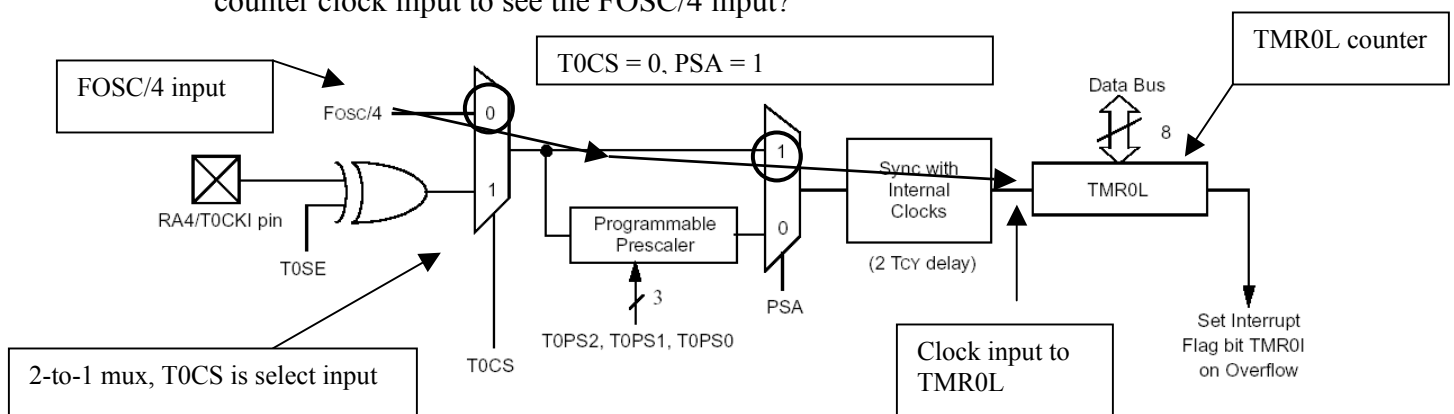 counter clock input to see the FOSC/4 input?
T0CS = 0, PSA = 1
TMR0L counter
FOSC/4 input
Data Bus
8
FOSC/4
0
1
1
0
Sync with
Internal
Clocks
(2 TCY delay)
TMR0L
RA4/T0CKI pin
T0SE
Programmable
Prescaler
3
T0PS2, T0PS1, T0PS0
PSA
T0CS
Set Interrupt
Flag bit TMR0I
on Overflow
2-to-1 mux, T0CS is select input
Clock input to
TMR0L